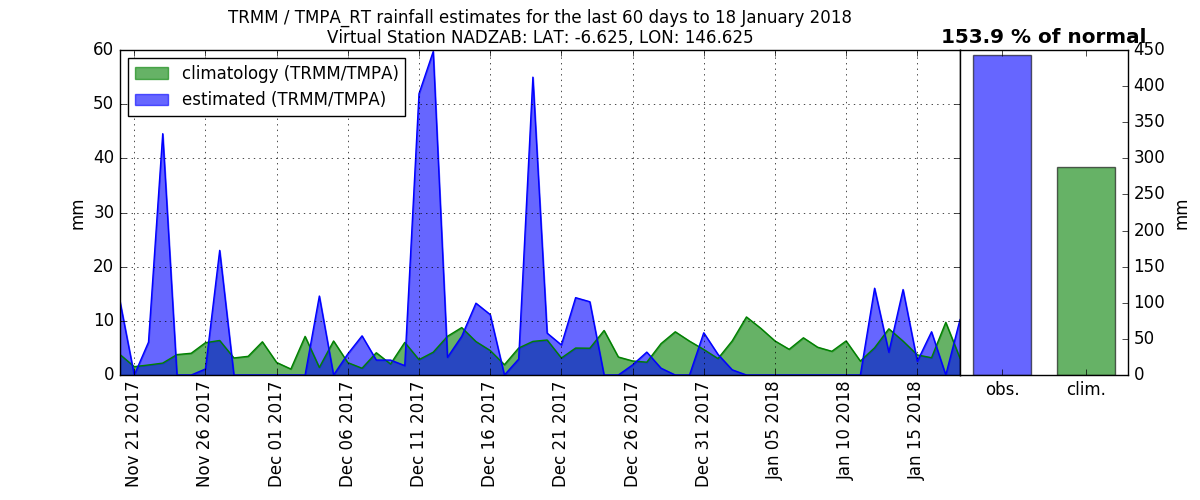 TRMM / TMPA_RT rainfall estimates for the last 60 days to 18 January 2018
Virtual Station NADZAB: LAT: -6.625, LON: 146.625
153.9 % of normal
climatology (TRMM/TMPA)
estimated (TRMM/TMPA)
mm
60
50
40
30
20
10
0
450
400
350
300
250
200
150
100
50
0
mm
obs.
clim.
Nov 21 2017
Nov 26 2017
Dec 01 2017
Dec 06 2017
Dec 11 2017
Dec 16 2017
Dec 21 2017
Dec 26 2017
Dec 31 2017
Jan 05 2018
Jan 10 2018
Jan 15 2018